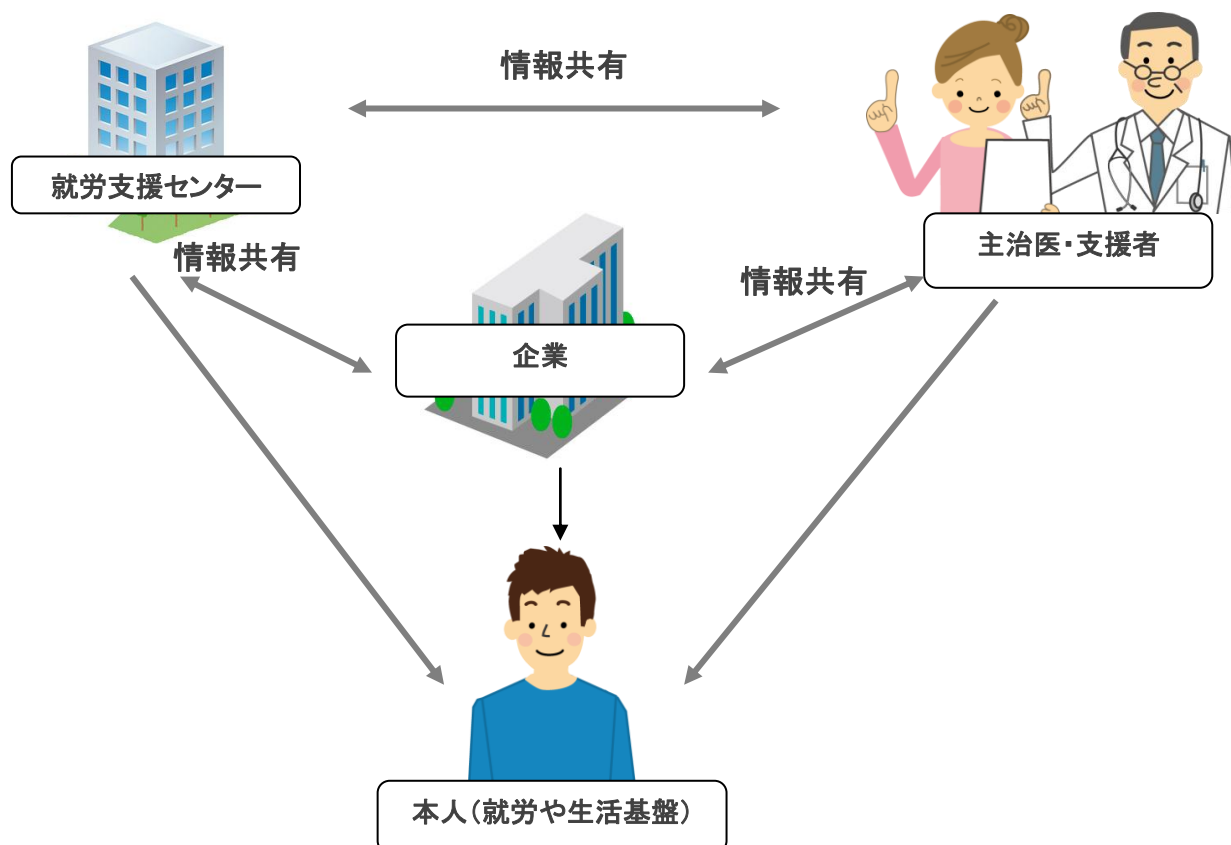 情報共有
就労支援センター
主治医・支援者
情報共有
情報共有
企業
本人(就労や生活基盤)